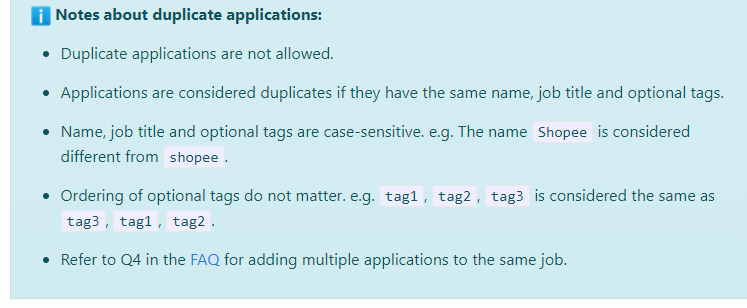 Notes about duplicate applications:
• Duplicate applications are not allowed.
• Applications are considered duplicates if they have the same name, job title and optional tags.
• Name, job title and optional tags are case-sensitive. e.g. The name Shopee is considered
different from shopee .
• Ordering of optional tags do not matter. e.g. tag1 , tag2 , tag3 is considered the same as
tag3 , tag1 , tag2 .
• Refer to Q4 in the FAQ for adding multiple applications to the same job.